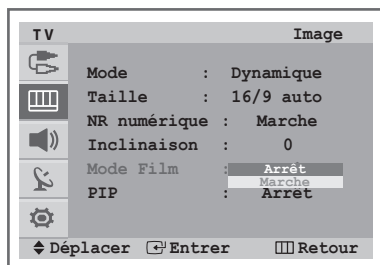 TV Image
Mode : Dynamique
Taille : 16/9 auto
NR numérique : Marche
Inclinaison : 0
Mode Film : Arrêt
Marche
PIP : Arrêt
Déplacer Entrer Retour